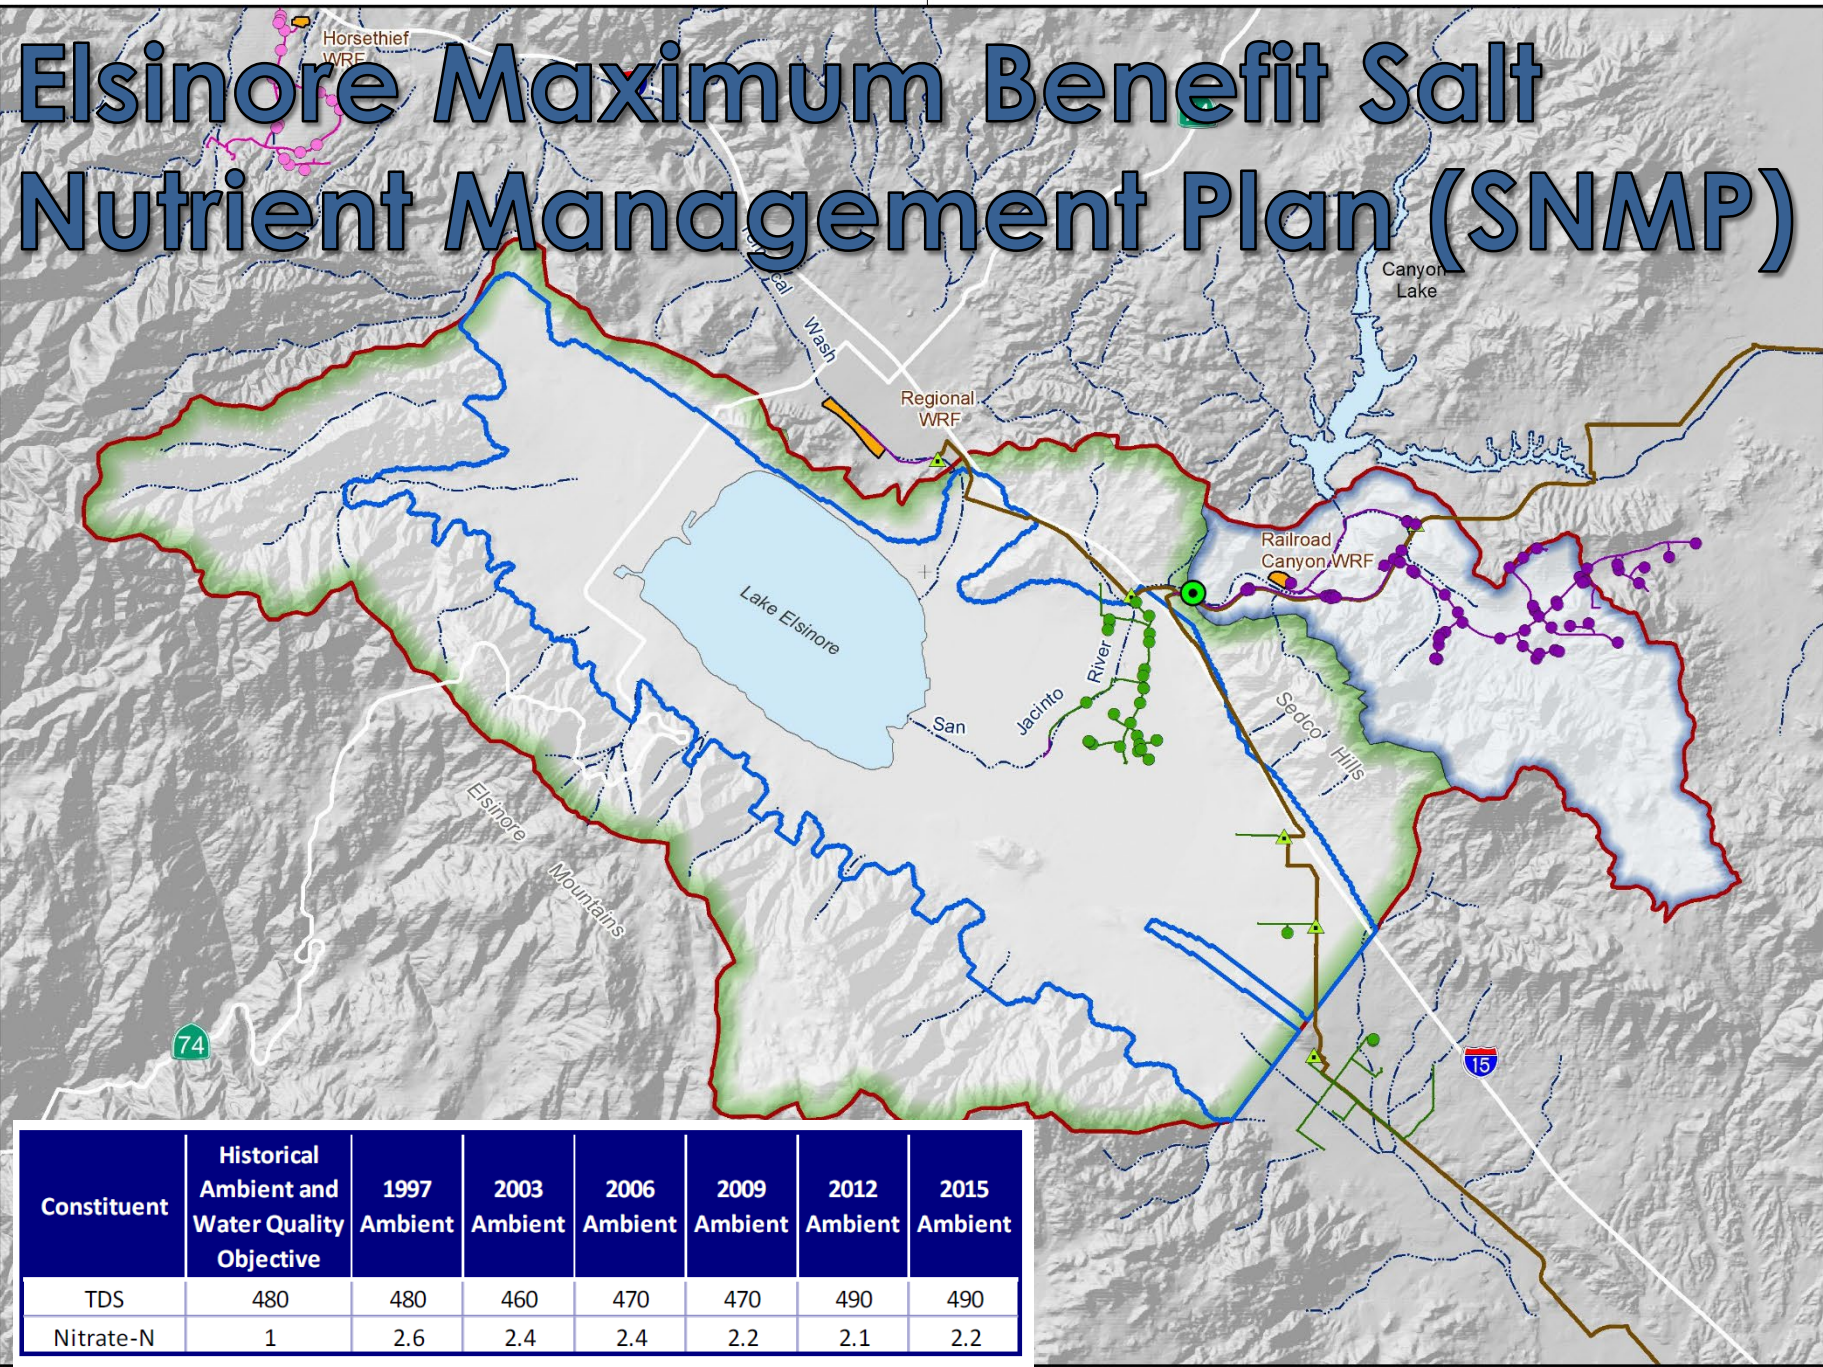 Elsinore Maximum Benefit Salt
Nutrient Management Plan (SNMP)
Horsethief
WRF
Canyon
Lake
Wash
Regional
WRF
Railroad
Canyon WRF
Lake Elsinore
River
Jacinto
San
Sedco Hills
Elsinore Mountains
74
15
Constituent | Historical Ambient and Water Quality Objective | 1997 Ambient | 2003 Ambient | 2006 Ambient | 2009 Ambient | 2012 Ambient | 2015 Ambient
TDS | 480 | 480 | 460 | 470 | 470 | 490 | 490
Nitrate-N | 1 | 2.6 | 2.4 | 2.4 | 2.2 | 2.1 | 2.2